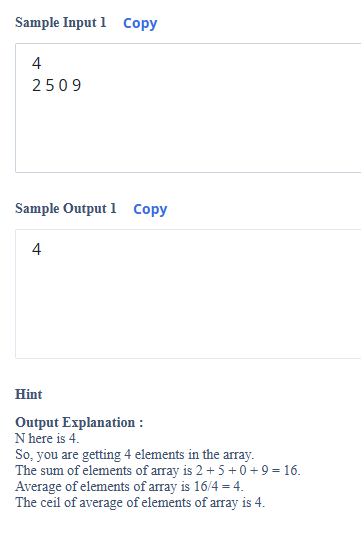 Sample Input 1 Copy
4
2 5 0 9
Sample Output 1 Copy
4
Hint
Output Explanation :
N here is 4.
So, you are getting 4 elements in the array.
The sum of elements of array is 2 + 5 + 0 + 9 = 16.
Average of elements of array is 16/4 = 4.
The ceil of average of elements of array is 4.